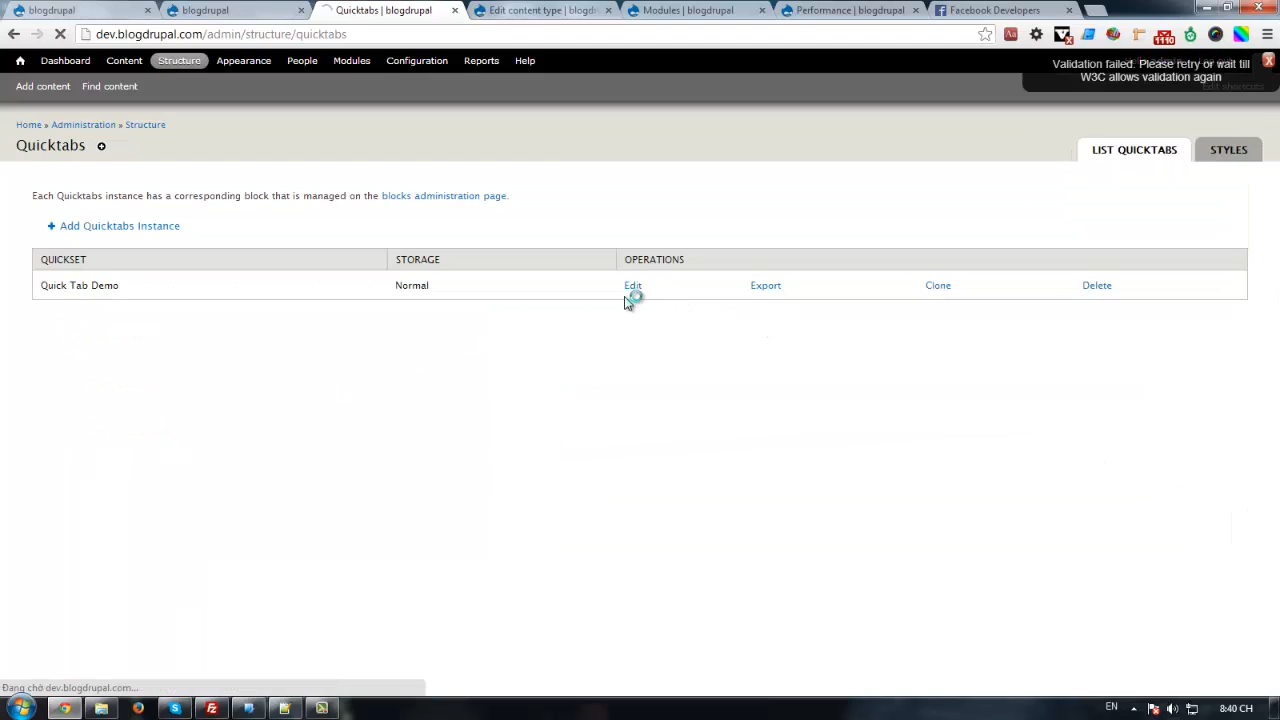 blogdrupal
blogdrupal
Quicktabs | blogdrupal
Edit content type | blogdr
Modules | blogdrupal
Performance | blogdrupal
Facebook Developers
dev.blogdrupal.com/admin/structure/quicktabs
1110
Dashboard Content Structure Appearance People Modules Configuration Reports Help
Validation failed. Please retry or wait till
W3C allows validation again
Add content Find content
Edit shortcuts
Home » Administration » Structure
Quicktabs
LIST QUICKTABS STYLES
Each Quicktabs instance has a corresponding block that is managed on the blocks administration page.
Add Quicktabs Instance
QUICKSET STORAGE OPERATIONS
Quick Tab Demo Normal Edit Export Clone Delete
Đang chờ dev.blogdrupal.com...
EN 8:40 CH